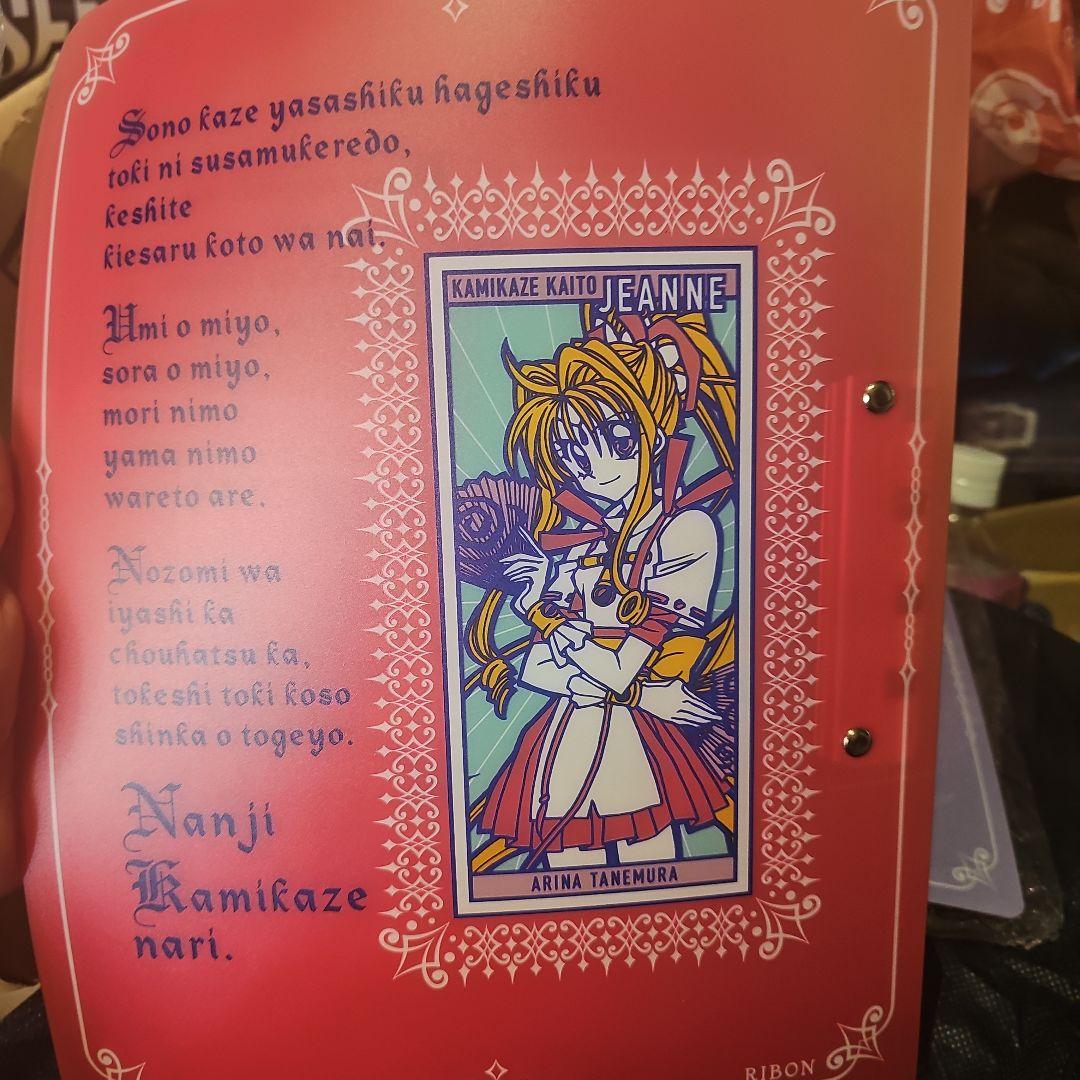 Sono kaze yasashiku hageshiku
toki ni susamukeredo,
keshite
kiesaru koto wa nai.
Umi o miyo,
sora o miyo,
mori nimo
yama nimo
wareto are.
Nozomi wa
iyashi ka
chouhatsu ka,
tokeshi toki koso
shinka o togeyo.
Nanji
Kamikaze
nari.
KAMIKAZE KAITO JEANNE
ARINA TANEMURA
RIBON